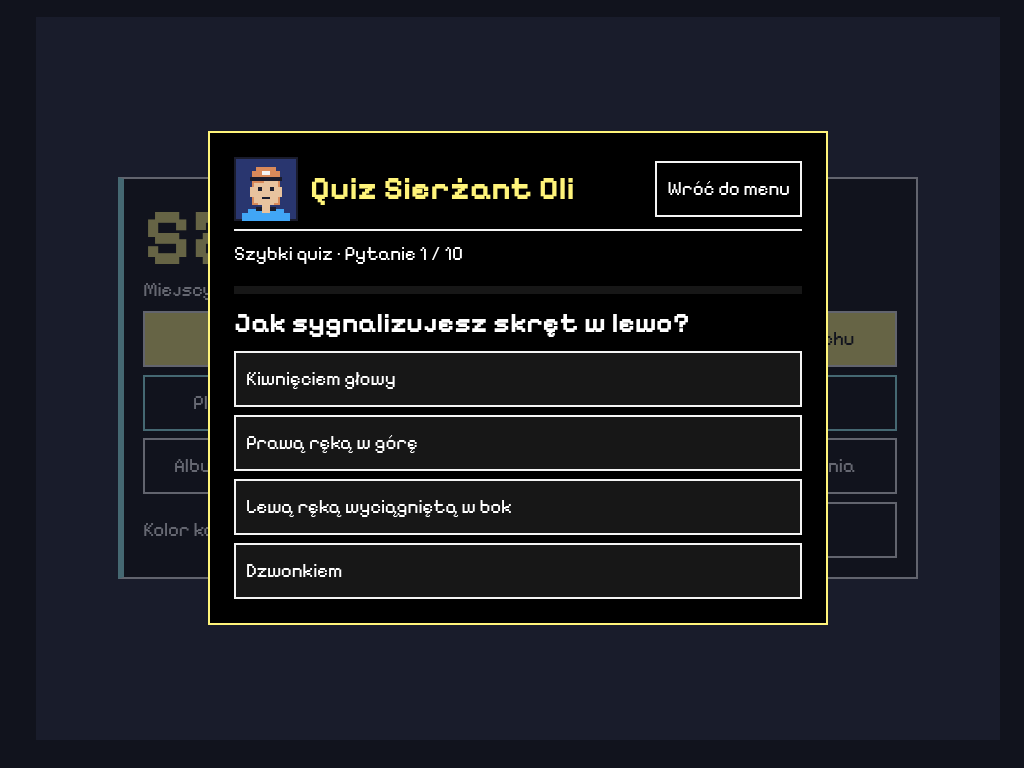 Quiz Sierżant Oli
Wróć do menu
Szybki quiz · Pytanie 1 / 10
Jak sygnalizujesz skręt w lewo?
Kiwnięciem głowy
Prawą ręką w górę
Lewą ręką wyciągniętą w bok
Dzwonkiem
Kolor